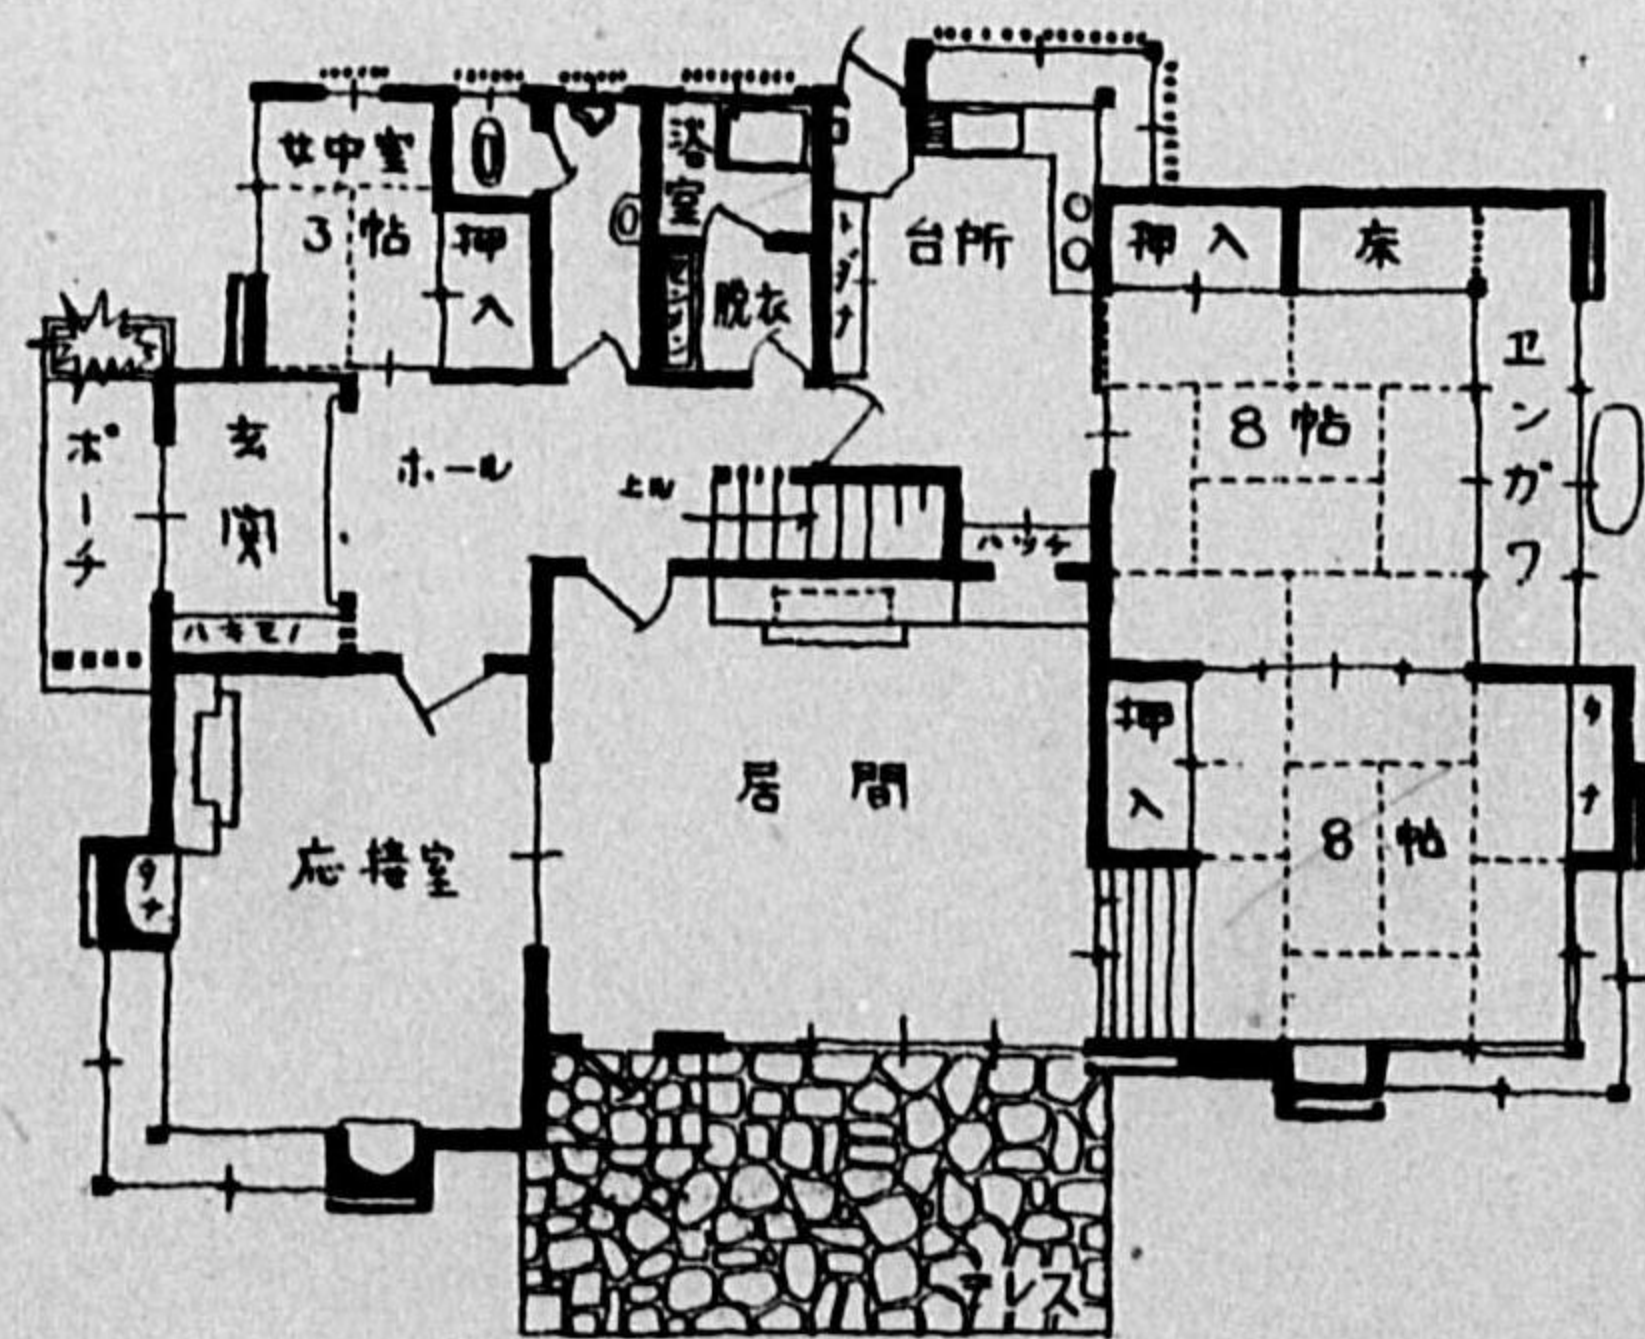 女中室
3帖
押入
浴室
脱衣
トダナ
台所
押入
床
エンガワ
8帖
ポーチ
玄関
ホール
上ル
ハッチ
ハキモノ
応接室
タナ
居間
押入
8帖
タナ
テレス